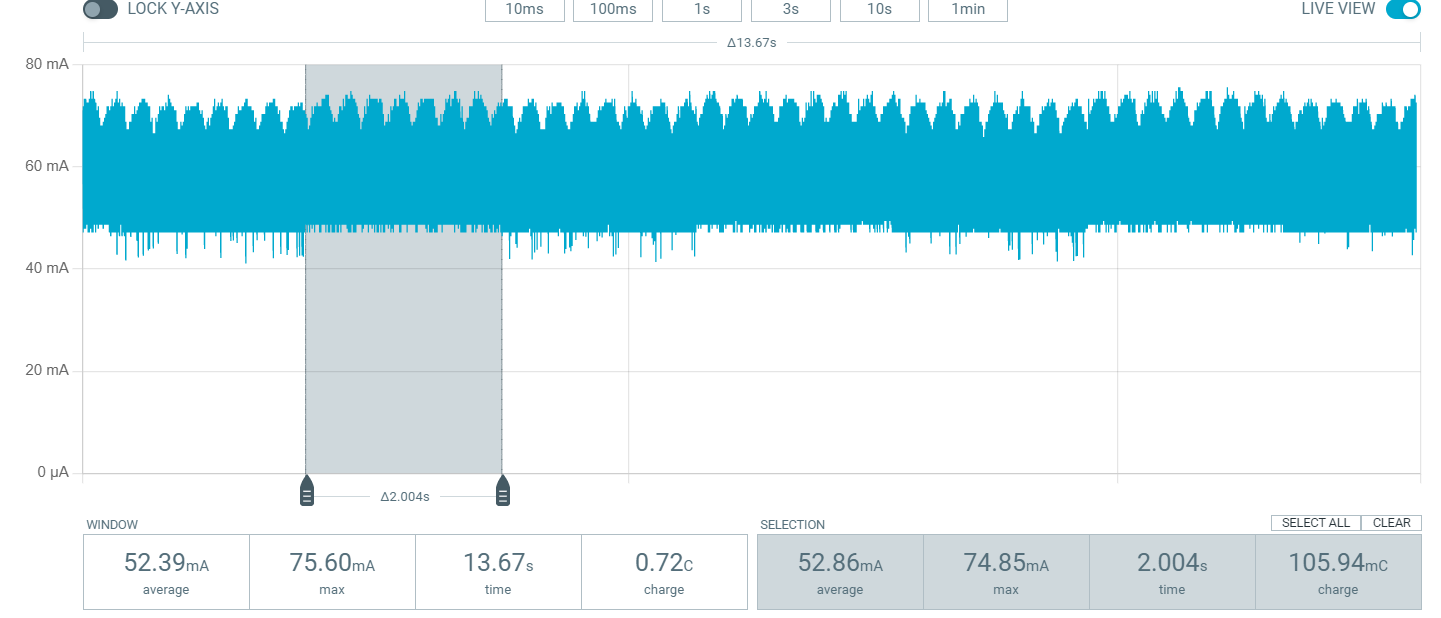 LOCK Y-AXIS 10ms 100ms 1s 3s 10s 1min LIVE VIEW
Δ13.67s
80 mA
60 mA
40 mA
20 mA
0 µA
Δ2.004s
WINDOW SELECTION SELECT ALL CLEAR
52.39mA 75.60mA 13.67s 0.72C 52.86mA 74.85mA 2.004s 105.94mC
average max time charge average max time charge